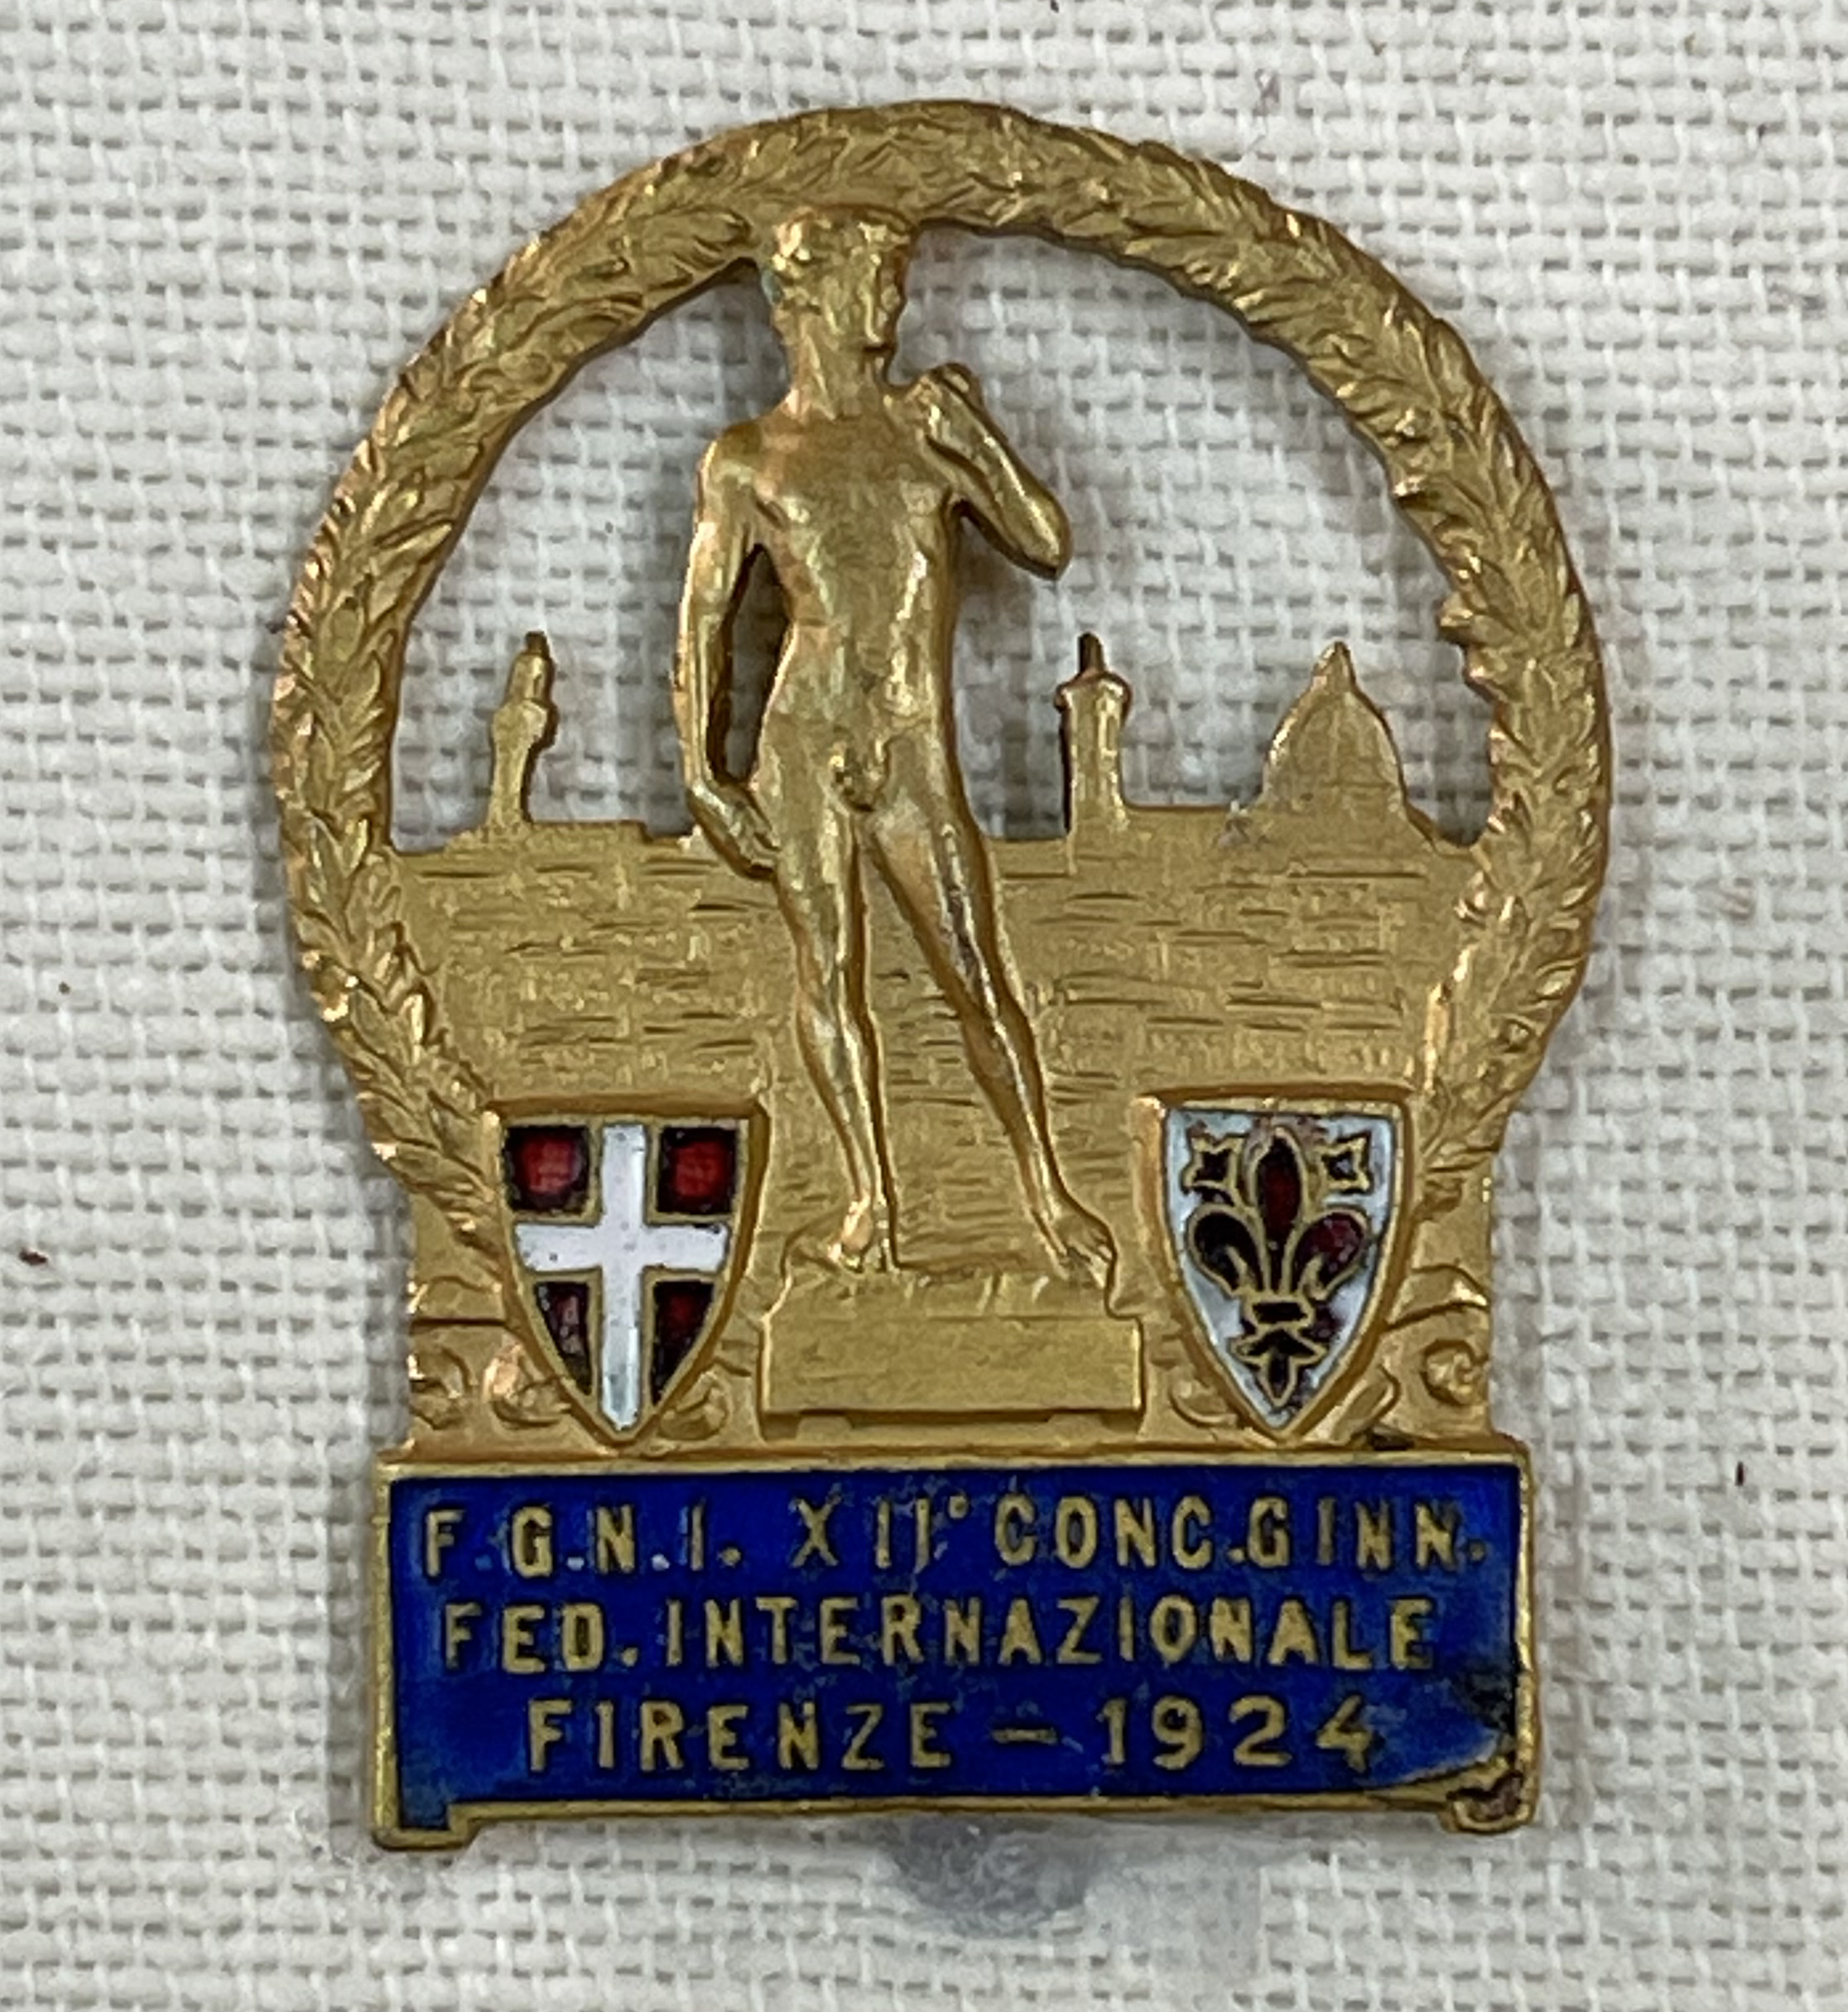 F.G.N.I. XII° CONC.GINN.
FED. INTERNAZIONALE
FIRENZE - 1924